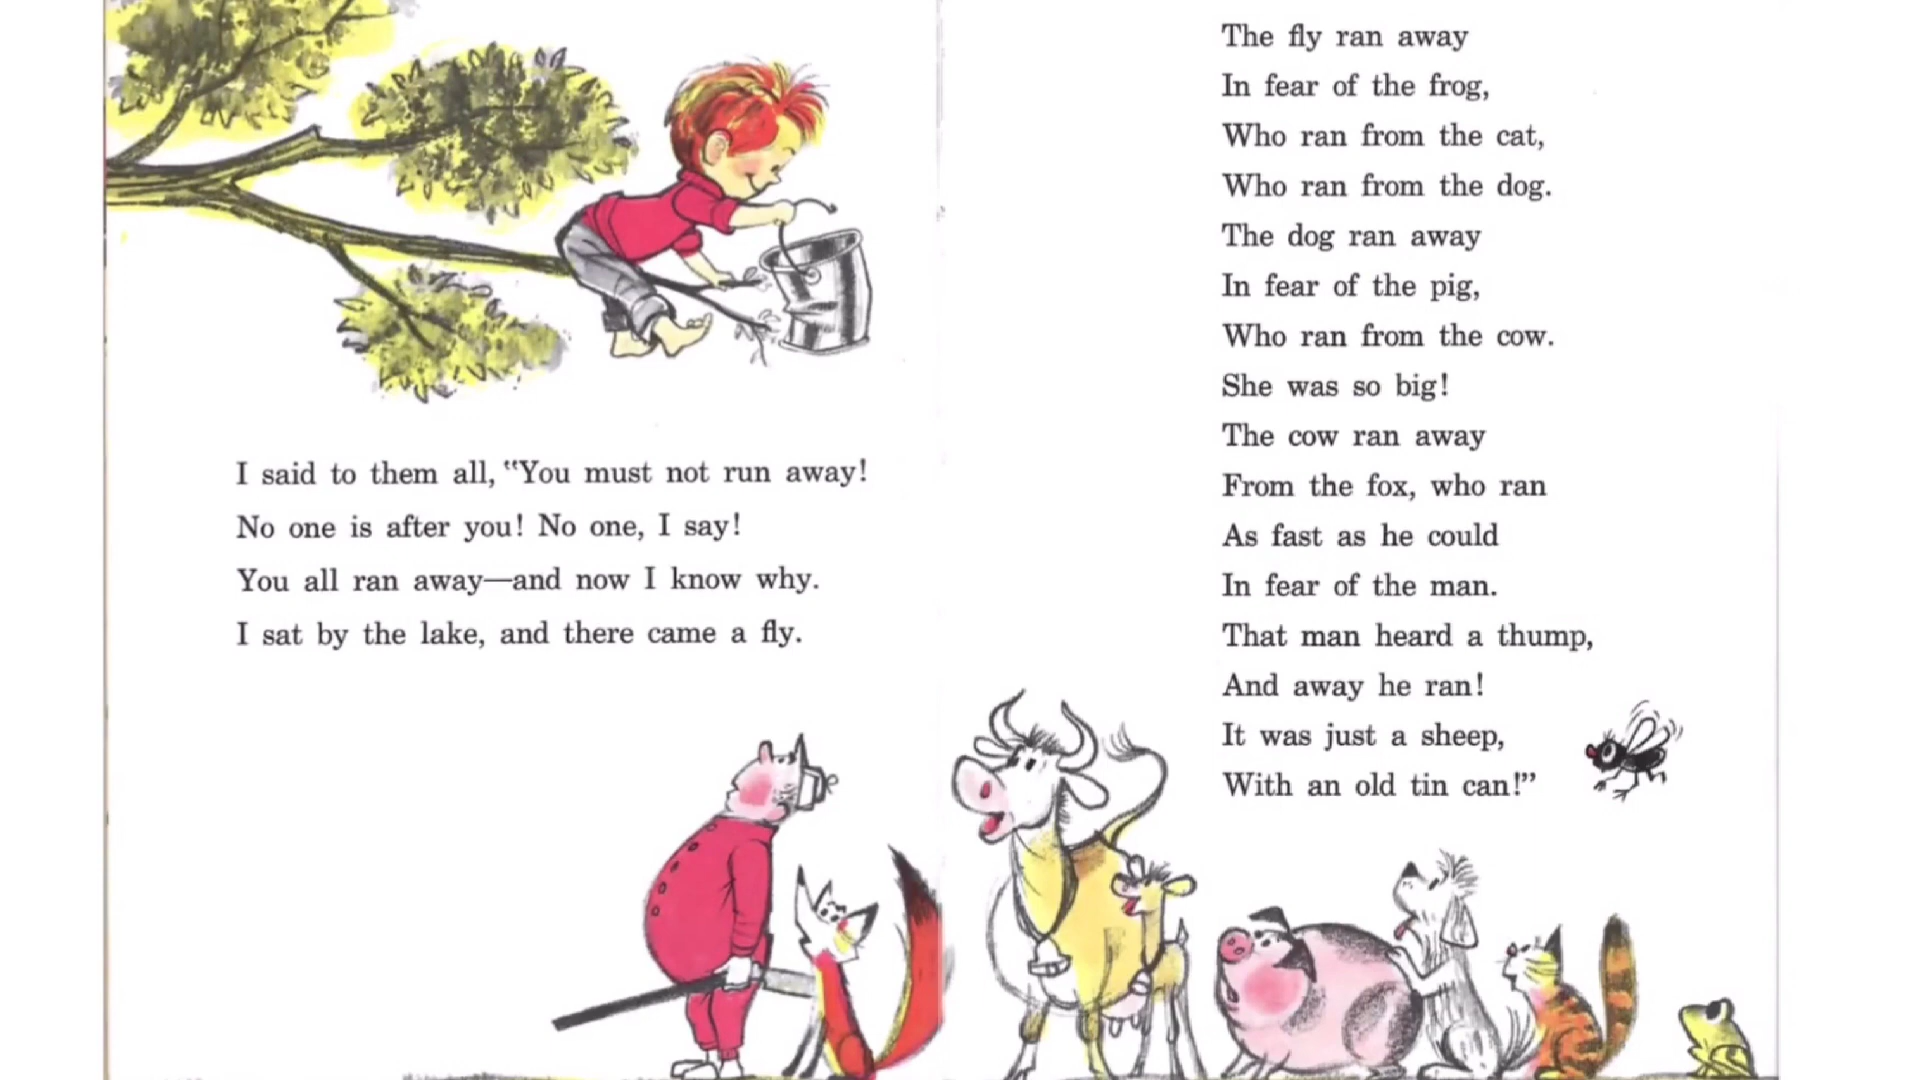 I said to them all, "You must not run away!
No one is after you! No one, I say!
You all ran away—and now I know why.
I sat by the lake, and there came a fly.
The fly ran away
In fear of the frog,
Who ran from the cat,
Who ran from the dog.
The dog ran away
In fear of the pig,
Who ran from the cow.
She was so big!
The cow ran away
From the fox, who ran
As fast as he could
In fear of the man.
That man heard a thump,
And away he ran!
It was just a sheep,
With an old tin can!”